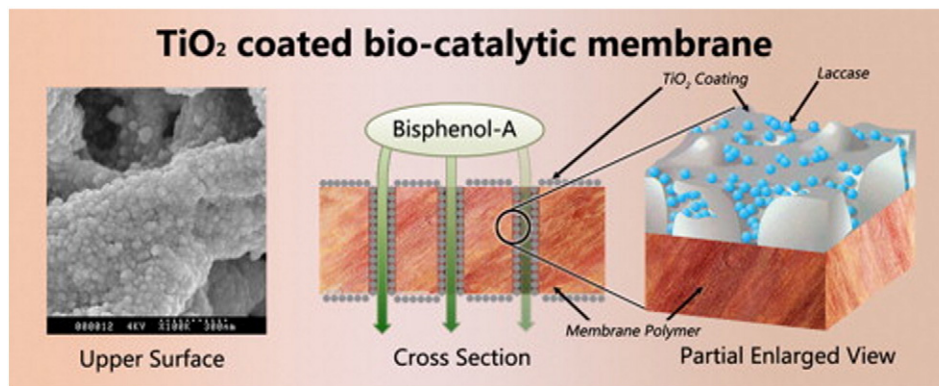 TiO₂ coated bio-catalytic membrane
TiO₂ Coating
Laccase
Bisphenol-A
Membrane Polymer
000012 4KV X100K 300nm
Upper Surface
Cross Section
Partial Enlarged View